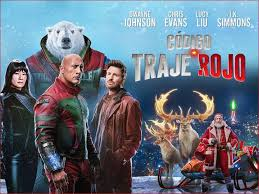 DWAYNE JOHNSON
CHRIS EVANS
LUCY LIU
J.K. SIMMONS
CÓDIGO
TRAJE ROJO